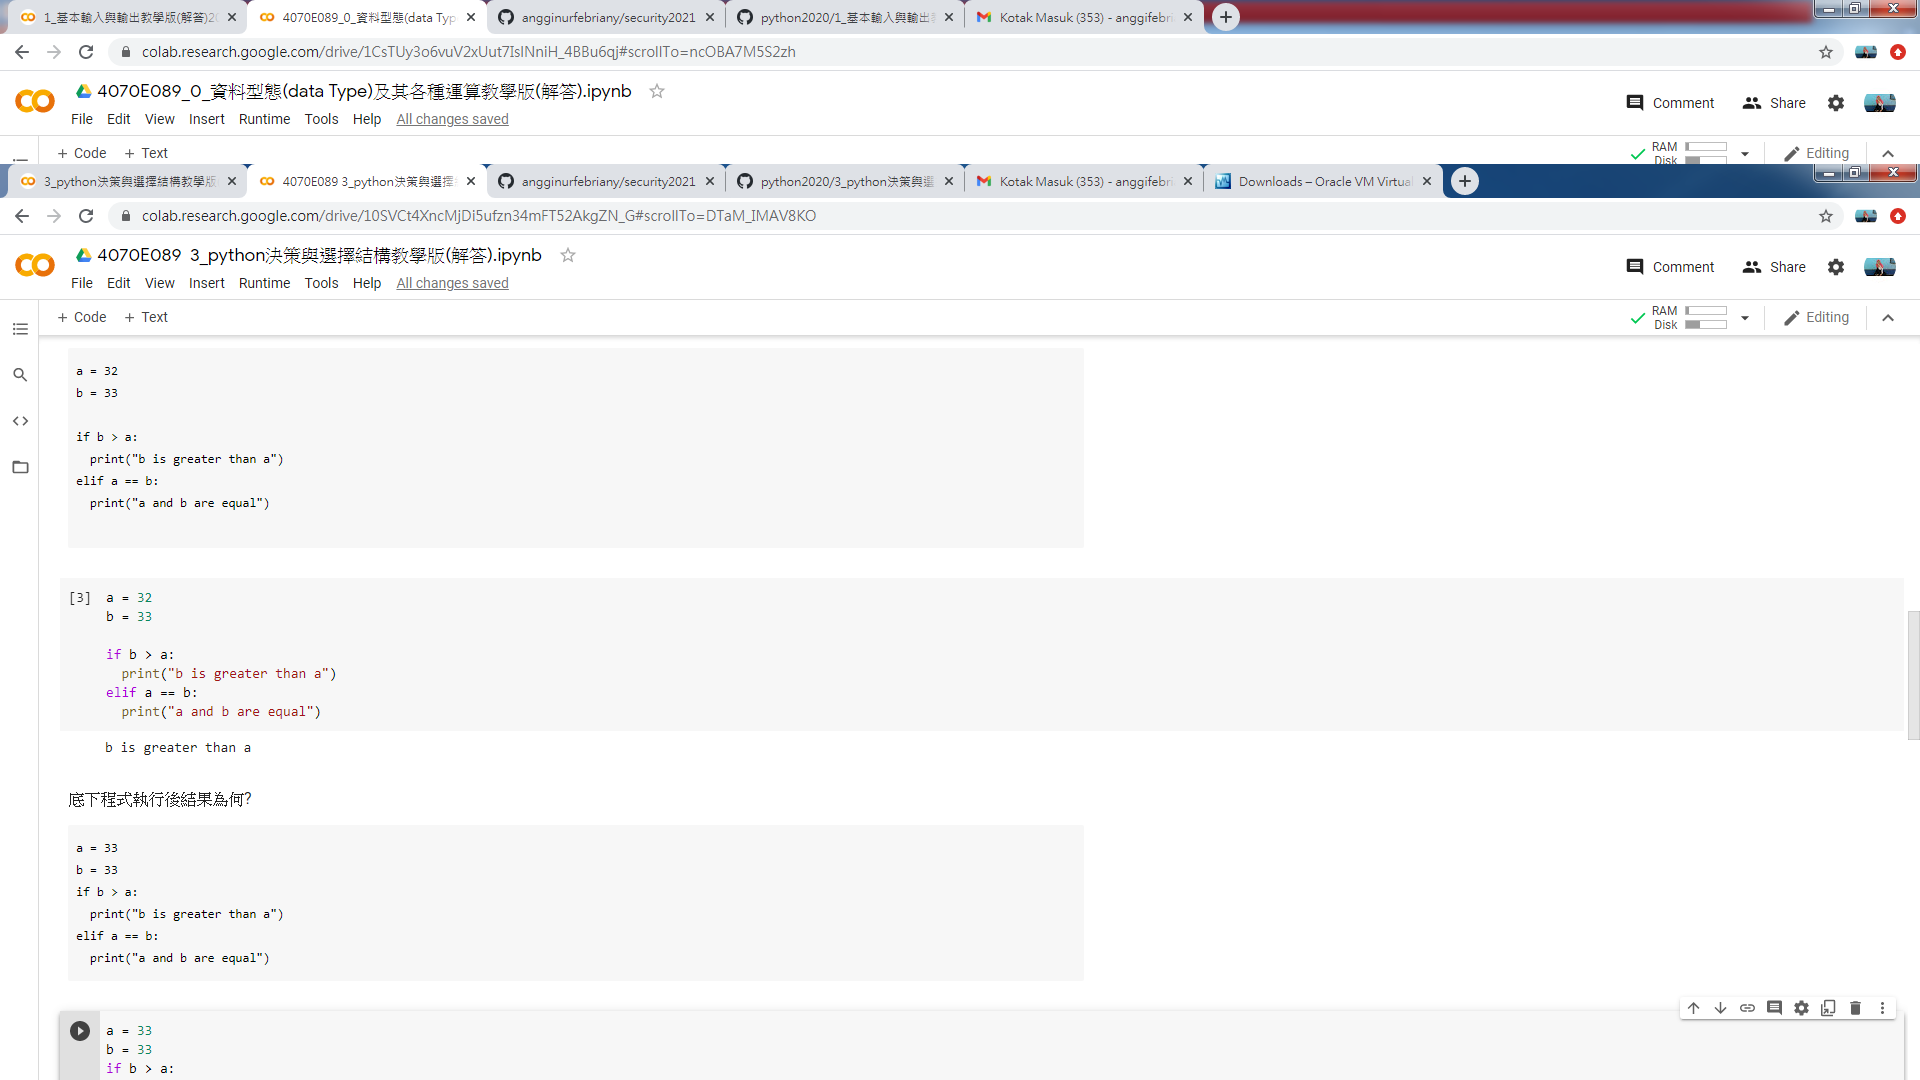 1_基本輸入與輸出教學版(解答)2
4070E089_0_資料型態(data Typ
angginurfebriany/security2021
python2020/1_基本輸入與輸出
Kotak Masuk (353) - anggifebri
colab.research.google.com/drive/1CsTUy3o6vuV2xUut7IsINniH_4BBu6qj#scrollTo=ncOBA7M5S2zh
4070E089_0_資料型態(data Type)及其各種運算教學版(解答).ipynb
Comment
Share
File Edit View Insert Runtime Tools Help All changes saved
+ Code + Text
RAM
Disk
Editing
3_python決策與選擇結構教學版
4070E089 3_python決策與選擇
angginurfebriany/security2021
python2020/3_python決策與選
Kotak Masuk (353) - anggifebri
Downloads – Oracle VM Virtual
colab.research.google.com/drive/10SVCt4XncMjDi5ufzn34mFT52AkgZN_G#scrollTo=DTaM_IMAV8KO
4070E089 3_python決策與選擇結構教學版(解答).ipynb
Comment
Share
File Edit View Insert Runtime Tools Help All changes saved
+ Code + Text
RAM
Disk
Editing
a = 32
b = 33
if b > a:
print("b is greater than a")
elif a == b:
print("a and b are equal")
[3] a = 32
b = 33
if b > a:
print("b is greater than a")
elif a == b:
print("a and b are equal")
b is greater than a
底下程式執行後結果為何?
a = 33
b = 33
if b > a:
print("b is greater than a")
elif a == b:
print("a and b are equal")
a = 33
b = 33
if b > a: